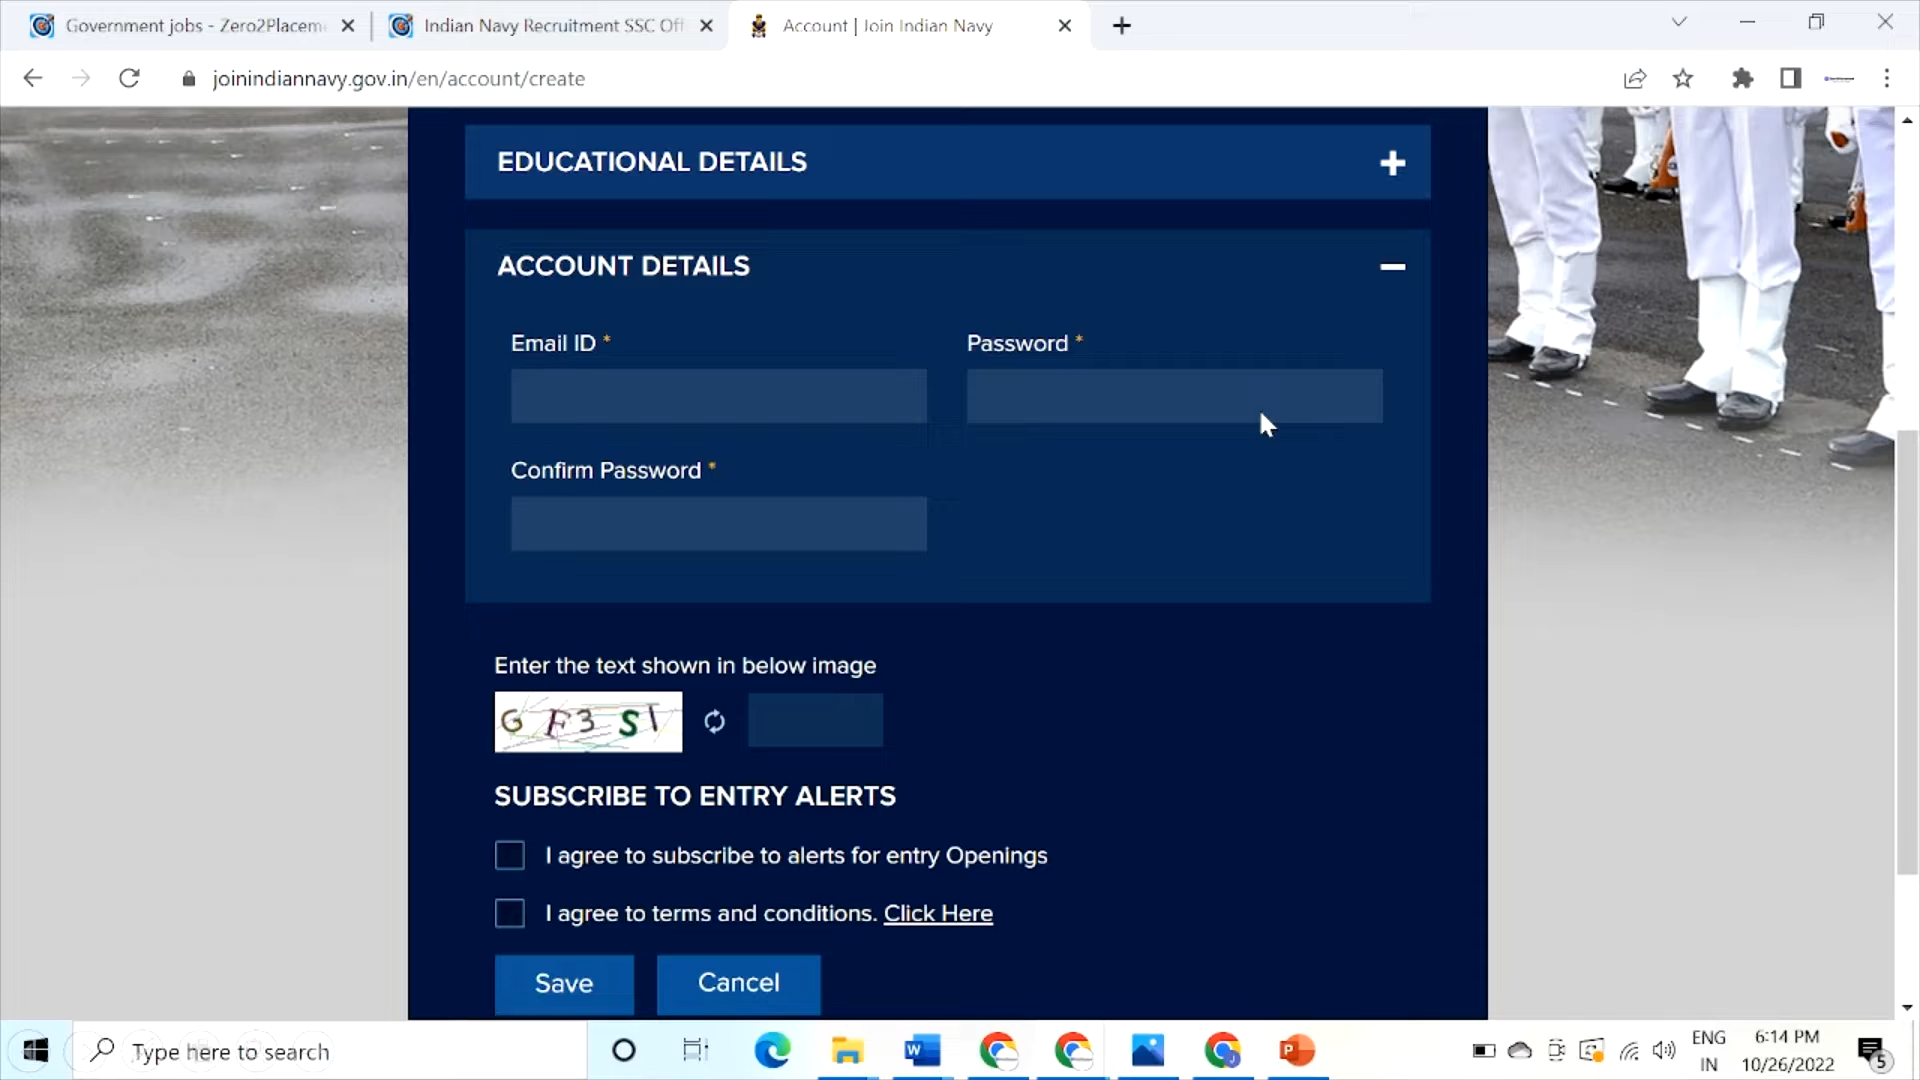 Government jobs - Zero2Placem
Indian Navy Recruitment SSC Off
Account | Join Indian Navy
joinindiannavy.gov.in/en/account/create
EDUCATIONAL DETAILS
ACCOUNT DETAILS
Email ID *
Password *
Confirm Password *
Enter the text shown in below image
G F3 S1
SUBSCRIBE TO ENTRY ALERTS
I agree to subscribe to alerts for entry Openings
I agree to terms and conditions. Click Here
Save
Cancel
Type here to search
ENG
IN
6:14 PM
10/26/2022
5